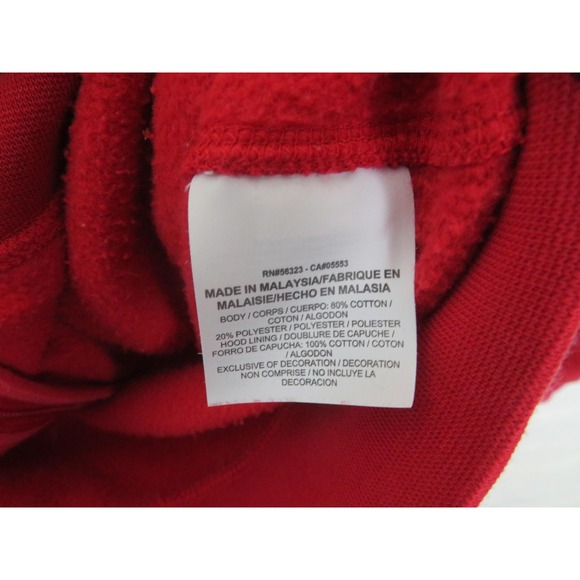 RN#56323 - CA#05553
MADE IN MALAYSIA/FABRIQUE EN
MALAISIE/HECHO EN MALASIA
BODY / CORPS / CUERPO: 80% COTTON /
COTON / ALGODON
20% POLYESTER / POLYESTER / POLIESTER
HOOD LINING / DOUBLURE DE CAPUCHE /
FORRO DE CAPUCHA: 100% COTTON / COTON
/ ALGODON
EXCLUSIVE OF DECORATION / DECORATION
NON COMPRISE / NO INCLUYE LA
DECORACION